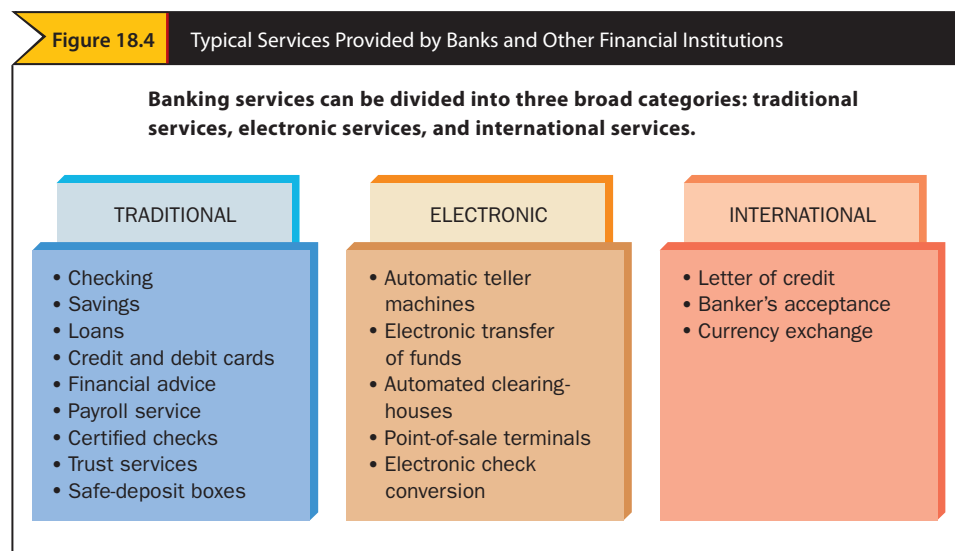 Figure 18.4
Typical Services Provided by Banks and Other Financial Institutions
Banking services can be divided into three broad categories: traditional
services, electronic services, and international services.
TRADITIONAL
• Checking
• Savings
• Loans
• Credit and debit cards
• Financial advice
• Payroll service
• Certified checks
• Trust services
• Safe-deposit boxes
ELECTRONIC
• Automatic teller
machines
• Electronic transfer
of funds
• Automated clearing-
houses
• Point-of-sale terminals
• Electronic check
conversion
INTERNATIONAL
• Letter of credit
• Banker’s acceptance
• Currency exchange